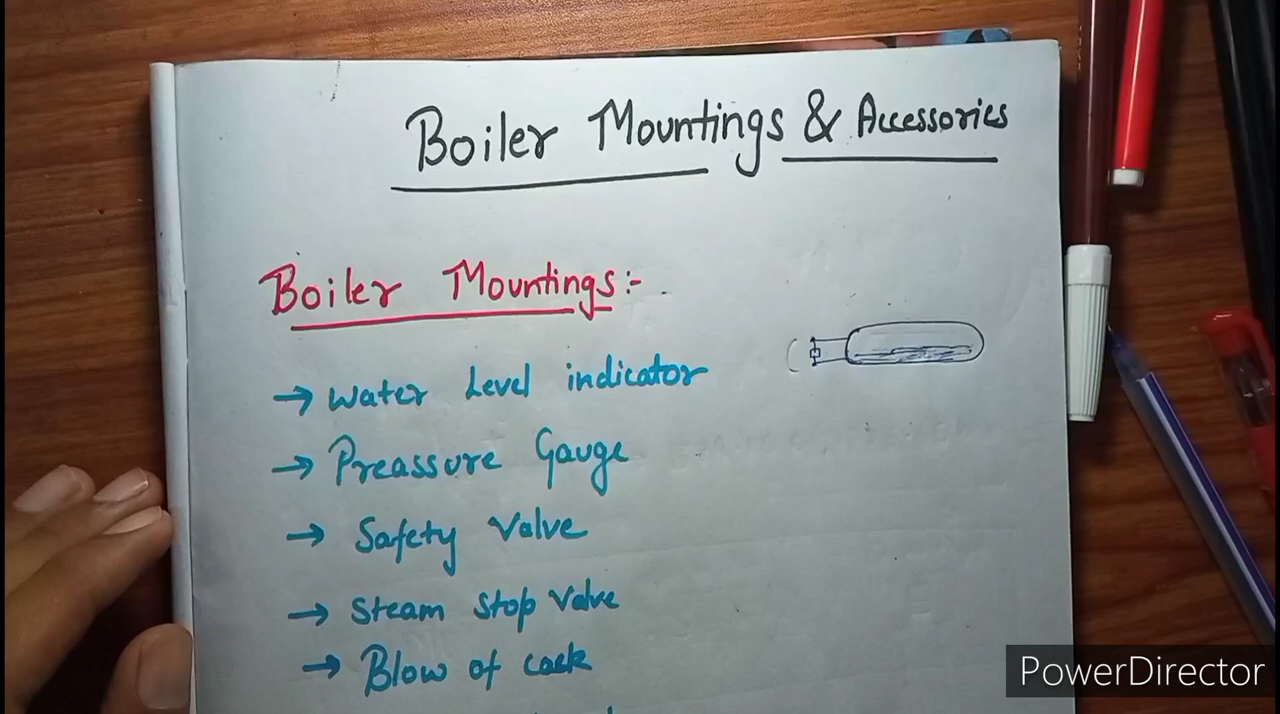 Boiler Mountings & Accessories
Boiler Mountings:-
→ Water Level indicator
→ Preassure Gauge
→ Safety Valve
→ Steam Stop Valve
→ Blow of cock
PowerDirector